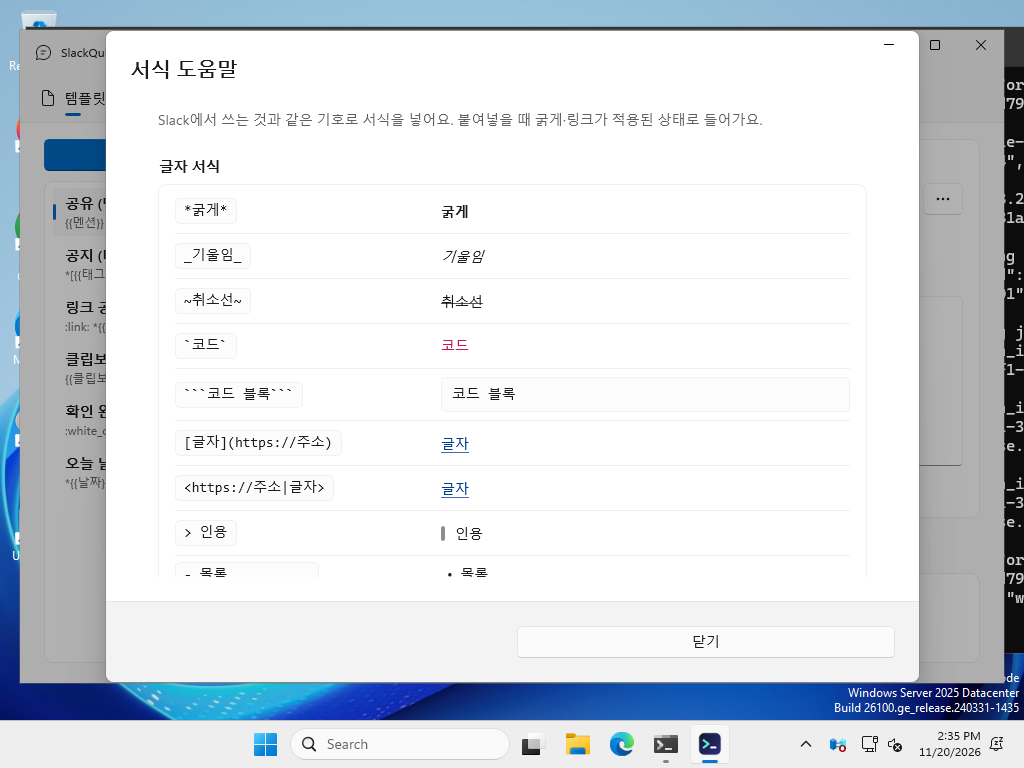 SlackQu
템플릿
서식 도움말
Slack에서 쓰는 것과 같은 기호로 서식을 넣어요. 붙여넣을 때 굵게·링크가 적용된 상태로 들어가요.
글자 서식
*굵게* 굵게
_기울임_ 기울임
~취소선~ 취소선
`코드` 코드
```코드 블록``` 코드 블록
[글자](https://주소) 글자
<https://주소|글자> 글자
> 인용 인용
- 목록 • 목록
닫기
공유
{{멘션}}
공지
*[{{태그
링크
:link: *{{
클립보
{{클립보
확인
:white_c
오늘
*{{날짜}
Windows Server 2025 Datacenter
Build 26100.ge_release.240331-1435
Search
2:35 PM
11/20/2026